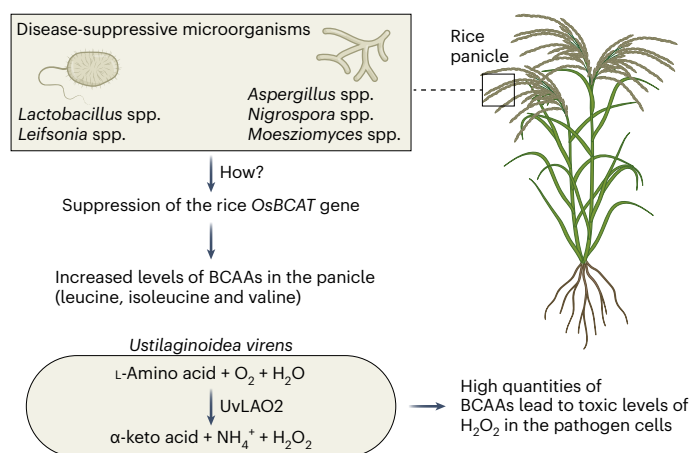 Disease-suppressive microorganisms
Lactobacillus spp.
Leifsonia spp.
Aspergillus spp.
Nigrospora spp.
Moesziomyces spp.
Rice
panicle
How?
Suppression of the rice OsBCAT gene
Increased levels of BCAAs in the panicle
(leucine, isoleucine and valine)
Ustilaginoidea virens
L-Amino acid + O₂ + H₂O
UvLAO2
α-keto acid + NH₄⁺ + H₂O₂
High quantities of
BCAAs lead to toxic levels of
H₂O₂ in the pathogen cells